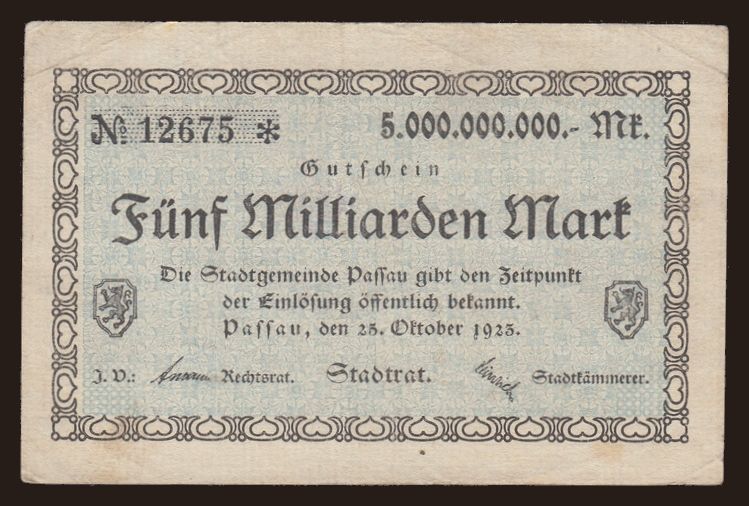 № 12675 * 5.000.000.000.- Mk.
Gutschein
Fünf Milliarden Mark
Die Stadtgemeinde Passau gibt den Zeitpunkt
der Einlösung öffentlich bekannt.
Passau, den 25. Oktober 1923.
J. V.: Rechtsrat. Stadtrat. Stadtkämmerer.